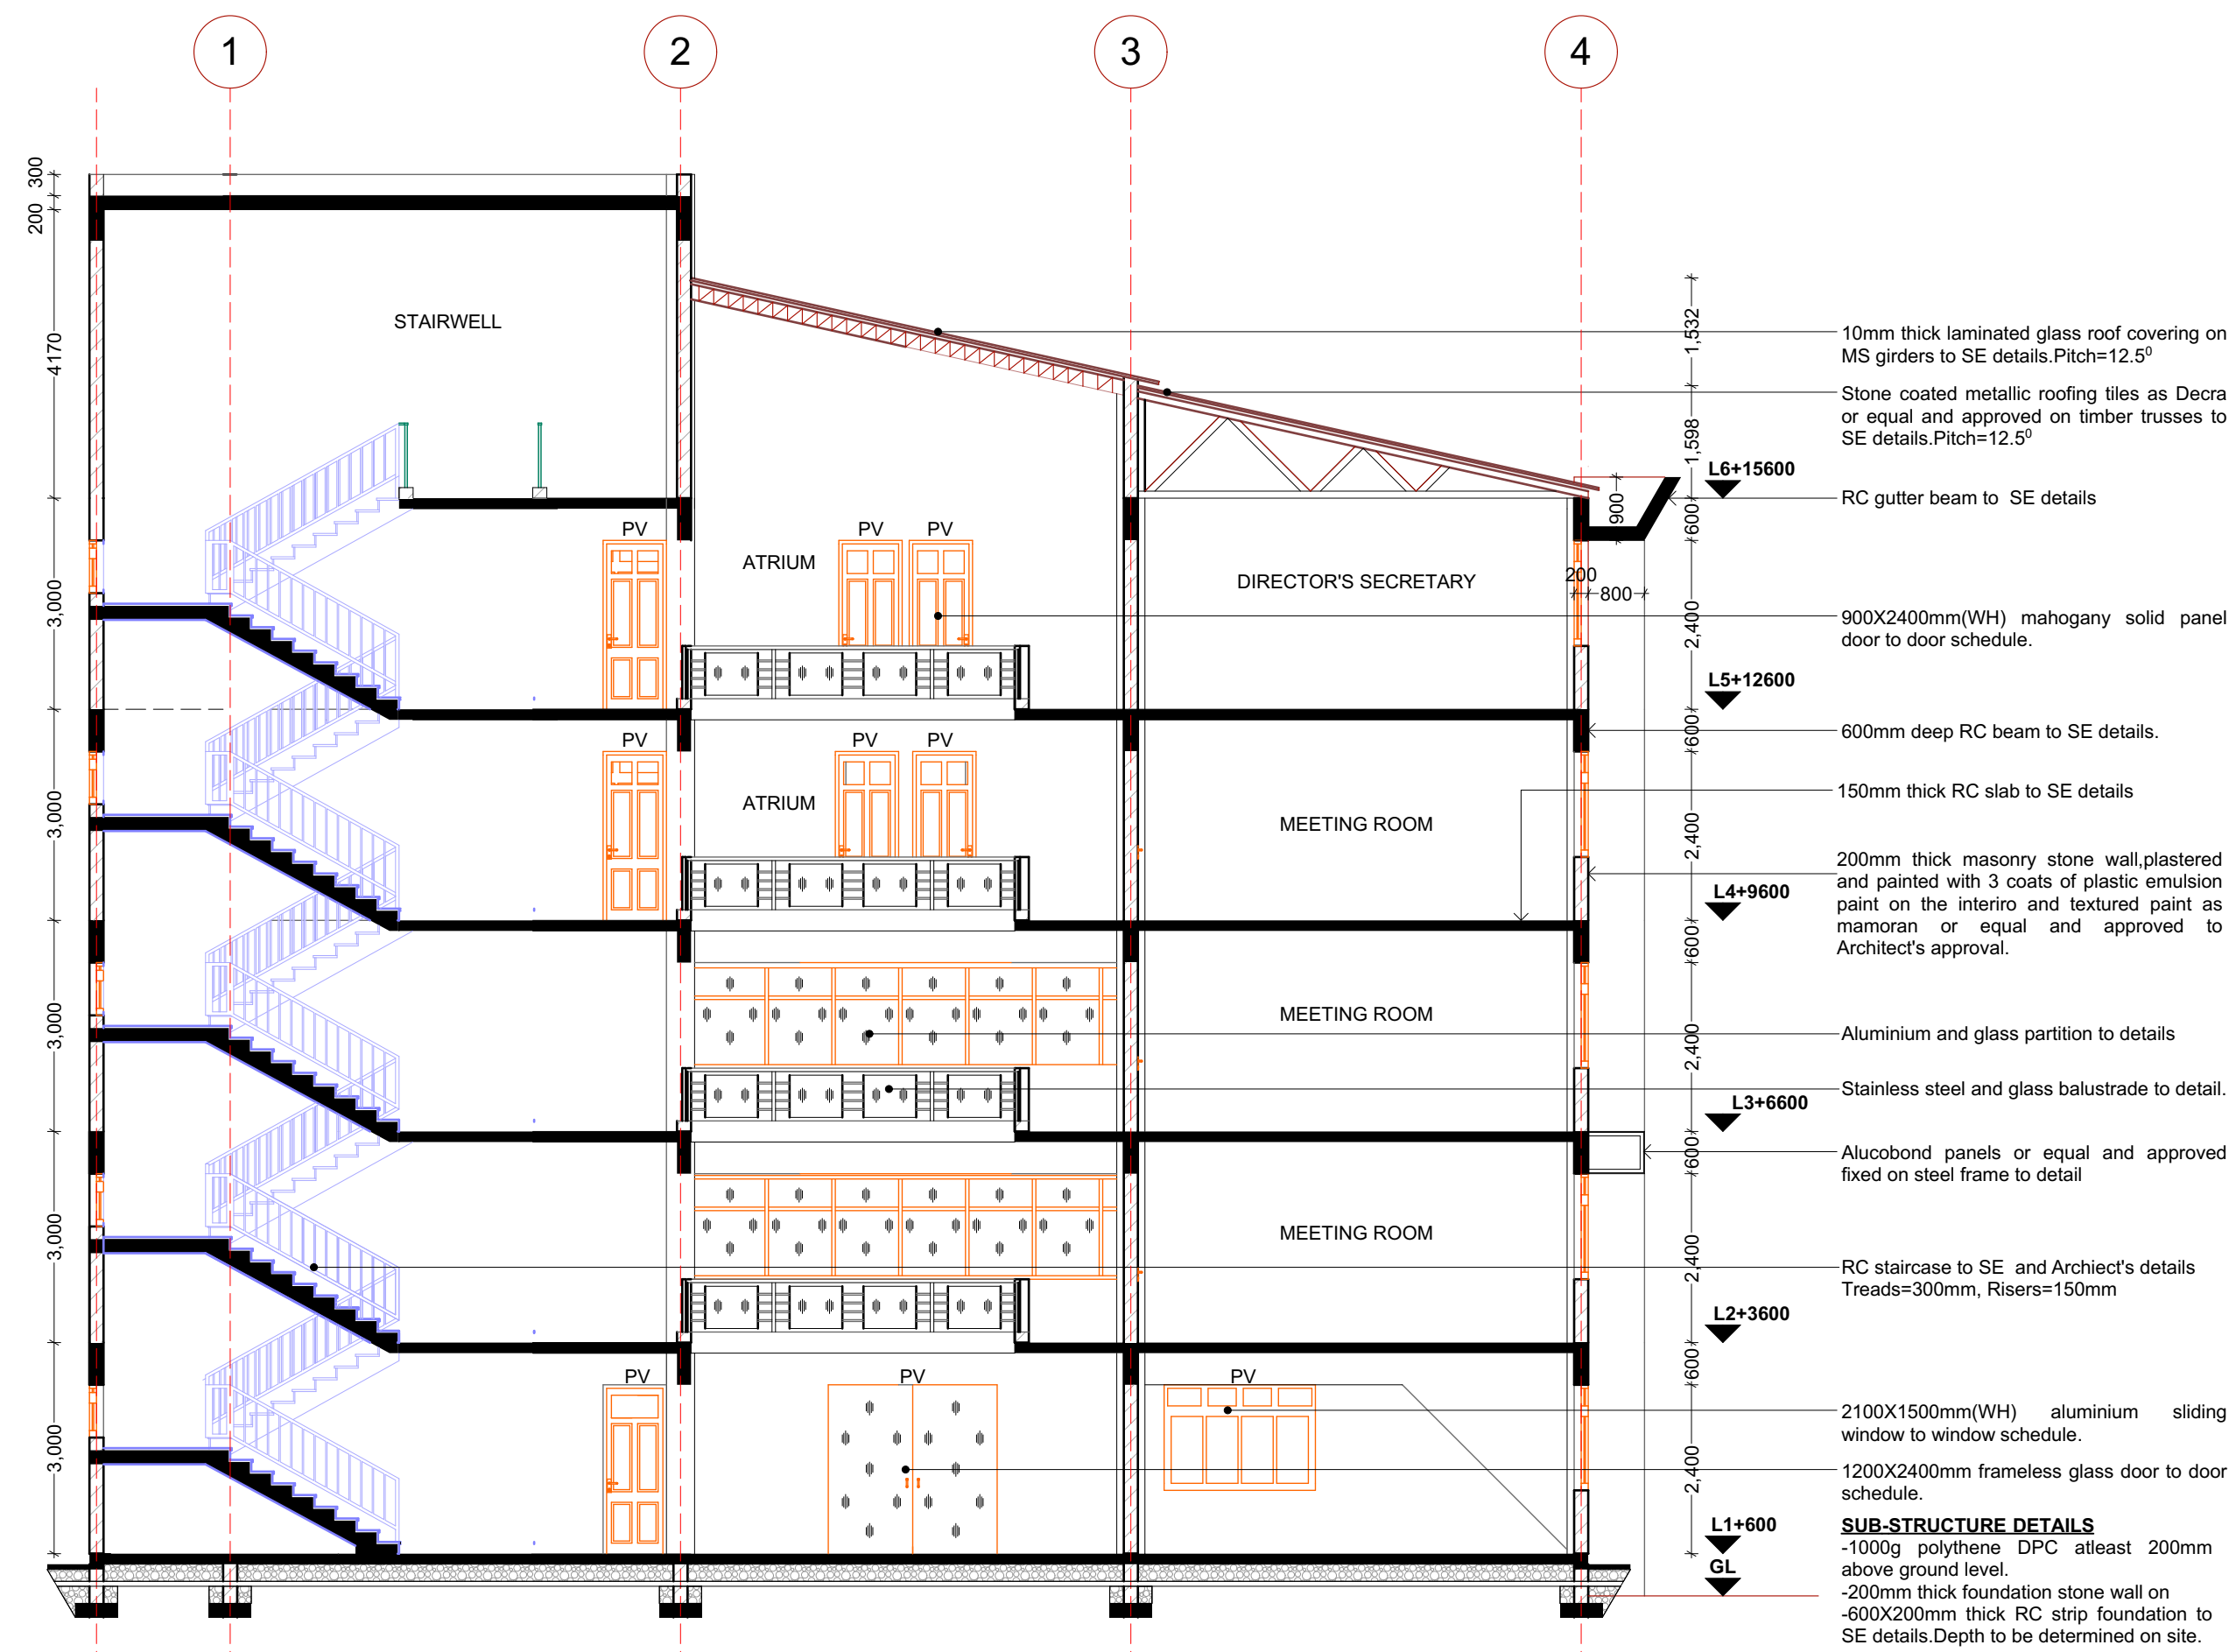 1
2
3
4
300
200
4170
3,000
3,000
3,000
3,000
3,000
STAIRWELL
PV
PV
PV
ATRIUM
DIRECTOR'S SECRETARY
PV
PV
PV
ATRIUM
MEETING ROOM
MEETING ROOM
MEETING ROOM
PV
PV
PV
1,532
1,598
900
600
200
800
2,400
600
2,400
600
2,400
600
2,400
600
2,400
L6+15600
L5+12600
L4+9600
L3+6600
L2+3600
L1+600
GL
10mm thick laminated glass roof covering on
MS girders to SE details.Pitch=12.5⁰
Stone coated metallic roofing tiles as Decra
or equal and approved on timber trusses to
SE details.Pitch=12.5⁰
RC gutter beam to SE details
900X2400mm(WH) mahogany solid panel
door to door schedule.
600mm deep RC beam to SE details.
150mm thick RC slab to SE details
200mm thick masonry stone wall,plastered
and painted with 3 coats of plastic emulsion
paint on the interiro and textured paint as
mamoran or equal and approved to
Architect's approval.
Aluminium and glass partition to details
Stainless steel and glass balustrade to detail.
Alucobond panels or equal and approved
fixed on steel frame to detail
RC staircase to SE and Archiect's details
Treads=300mm, Risers=150mm
2100X1500mm(WH) aluminium sliding
window to window schedule.
1200X2400mm frameless glass door to door
schedule.
SUB-STRUCTURE DETAILS
-1000g polythene DPC atleast 200mm
above ground level.
-200mm thick foundation stone wall on
-600X200mm thick RC strip foundation to
SE details.Depth to be determined on site.